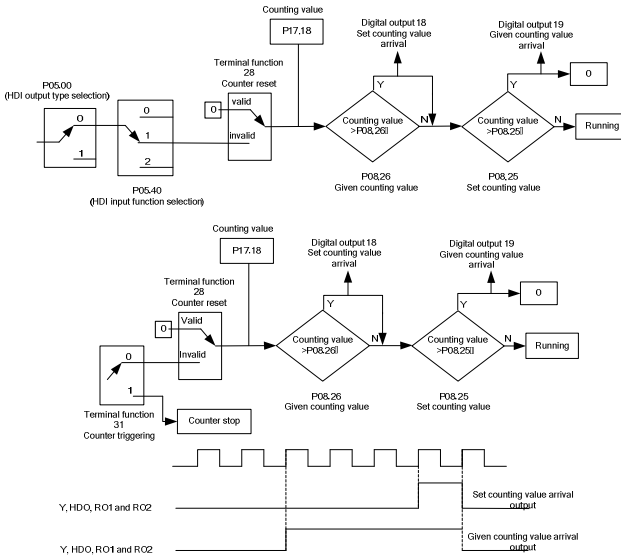 Counting value
P17.18
Digital output 18
Set counting value
arrival
Digital output 19
Given counting value
arrival
Terminal function
28
Counter reset
P05.00
(HDI output type selection)
0
1
0
1
2
P05.40
(HDI input function selection)
0
valid
invalid
Y
Counting value
>P08,26▯
N
P08,26
Given counting value
Y
0
Counting value
>P08.25▯
N
Running
P08,25
Set counting value
Counting value
P17.18
Digital output 18
Set counting value
arrival
Digital output 19
Given counting value
arrival
Terminal function
28
Counter reset
0
Valid
Invalid
0
1
Terminal function
31
Counter triggering
Counter stop
Y
Counting value
>P08.26▯
N
P08.26
Given counting value
Y
0
Counting value
>P08.25▯
N
Running
P08.25
Set counting value
Y, HDO, RO1 and RO2
Set counting value arrival
output
Y, HDO, RO1 and RO2
Given counting value arrival
output